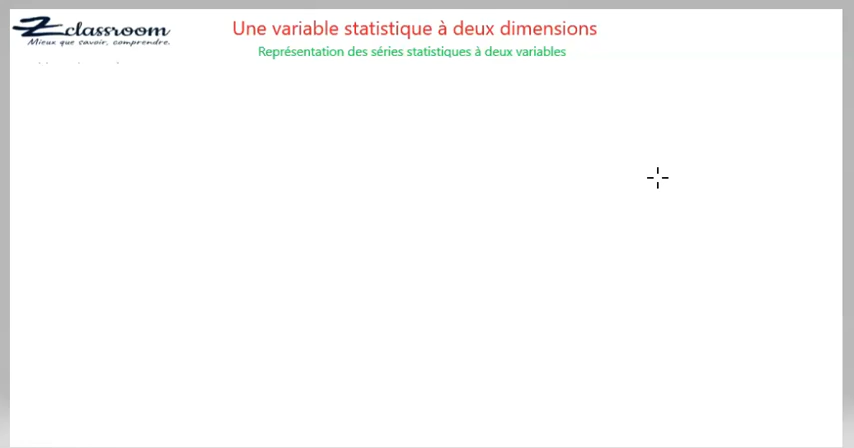 Zclassroom
Mieux que savoir, comprendre.
Une variable statistique à deux dimensions
Représentation des séries statistiques à deux variables